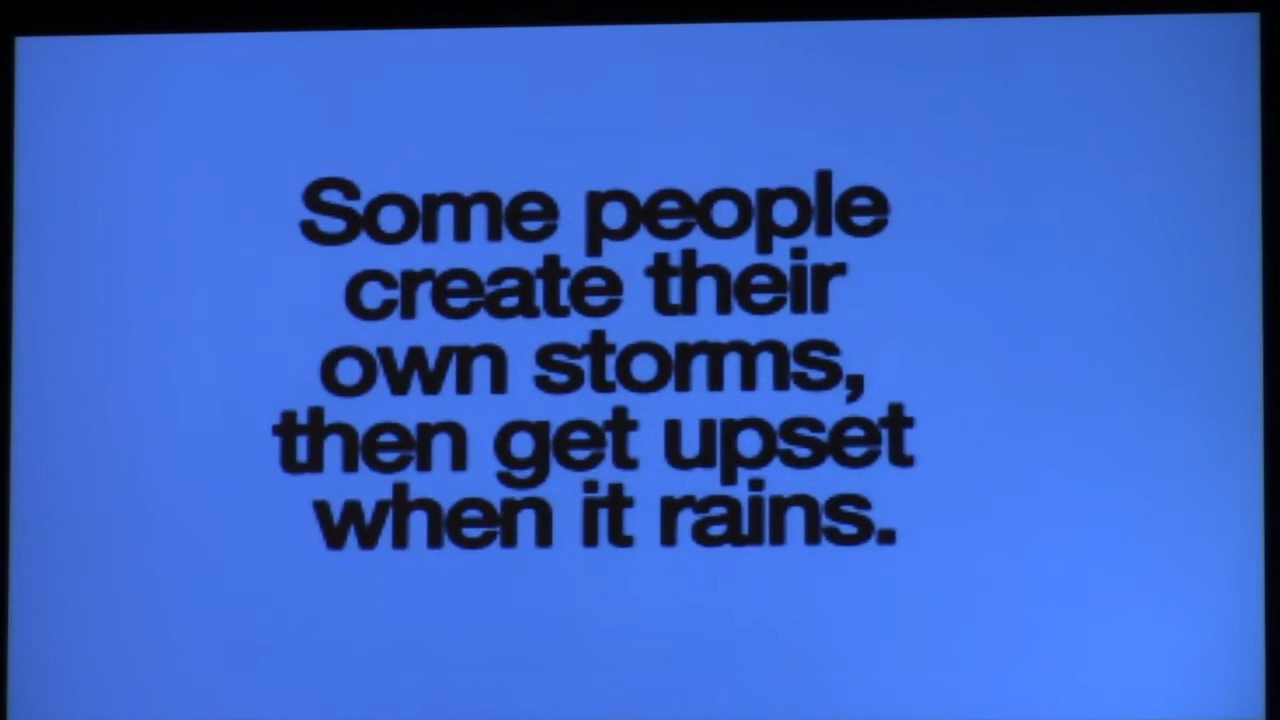 Some people
create their
own storms,
then get upset
when it rains.